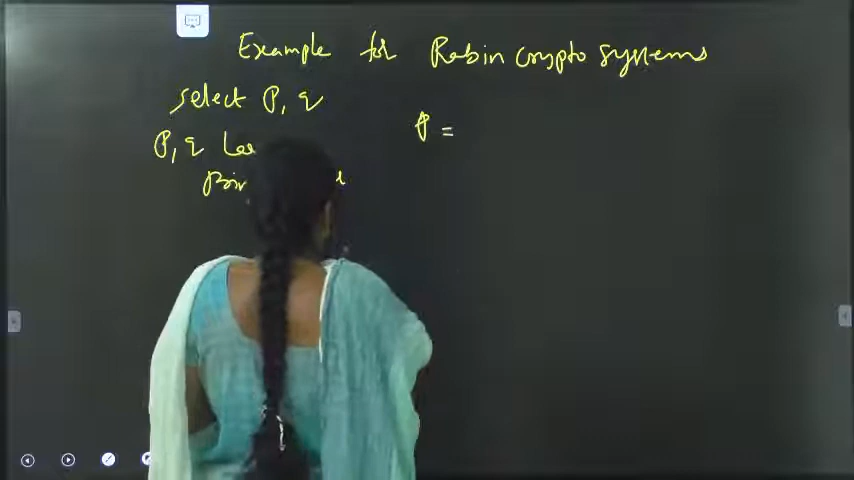 Example for Rabin crypto systems
select P, q
P, q
P =